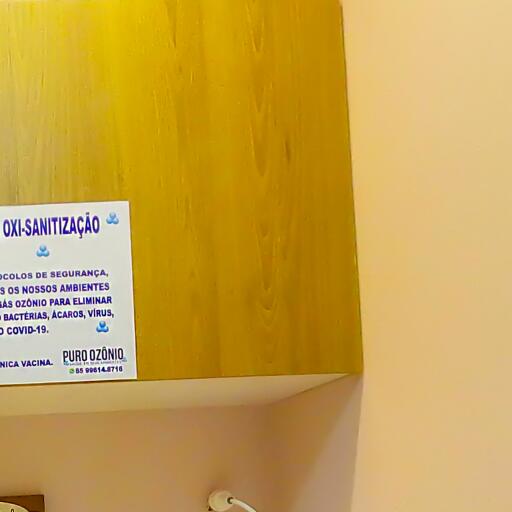 OXI-SANITIZAÇÃO
OCOLOS DE SEGURANÇA,
S OS NOSSOS AMBIENTES
GÁS OZÔNIO PARA ELIMINAR
BACTÉRIAS, ÁCAROS, VÍRUS,
O COVID-19.
NICA VACINA.
PURO OZÔNIO
85 99614.8716